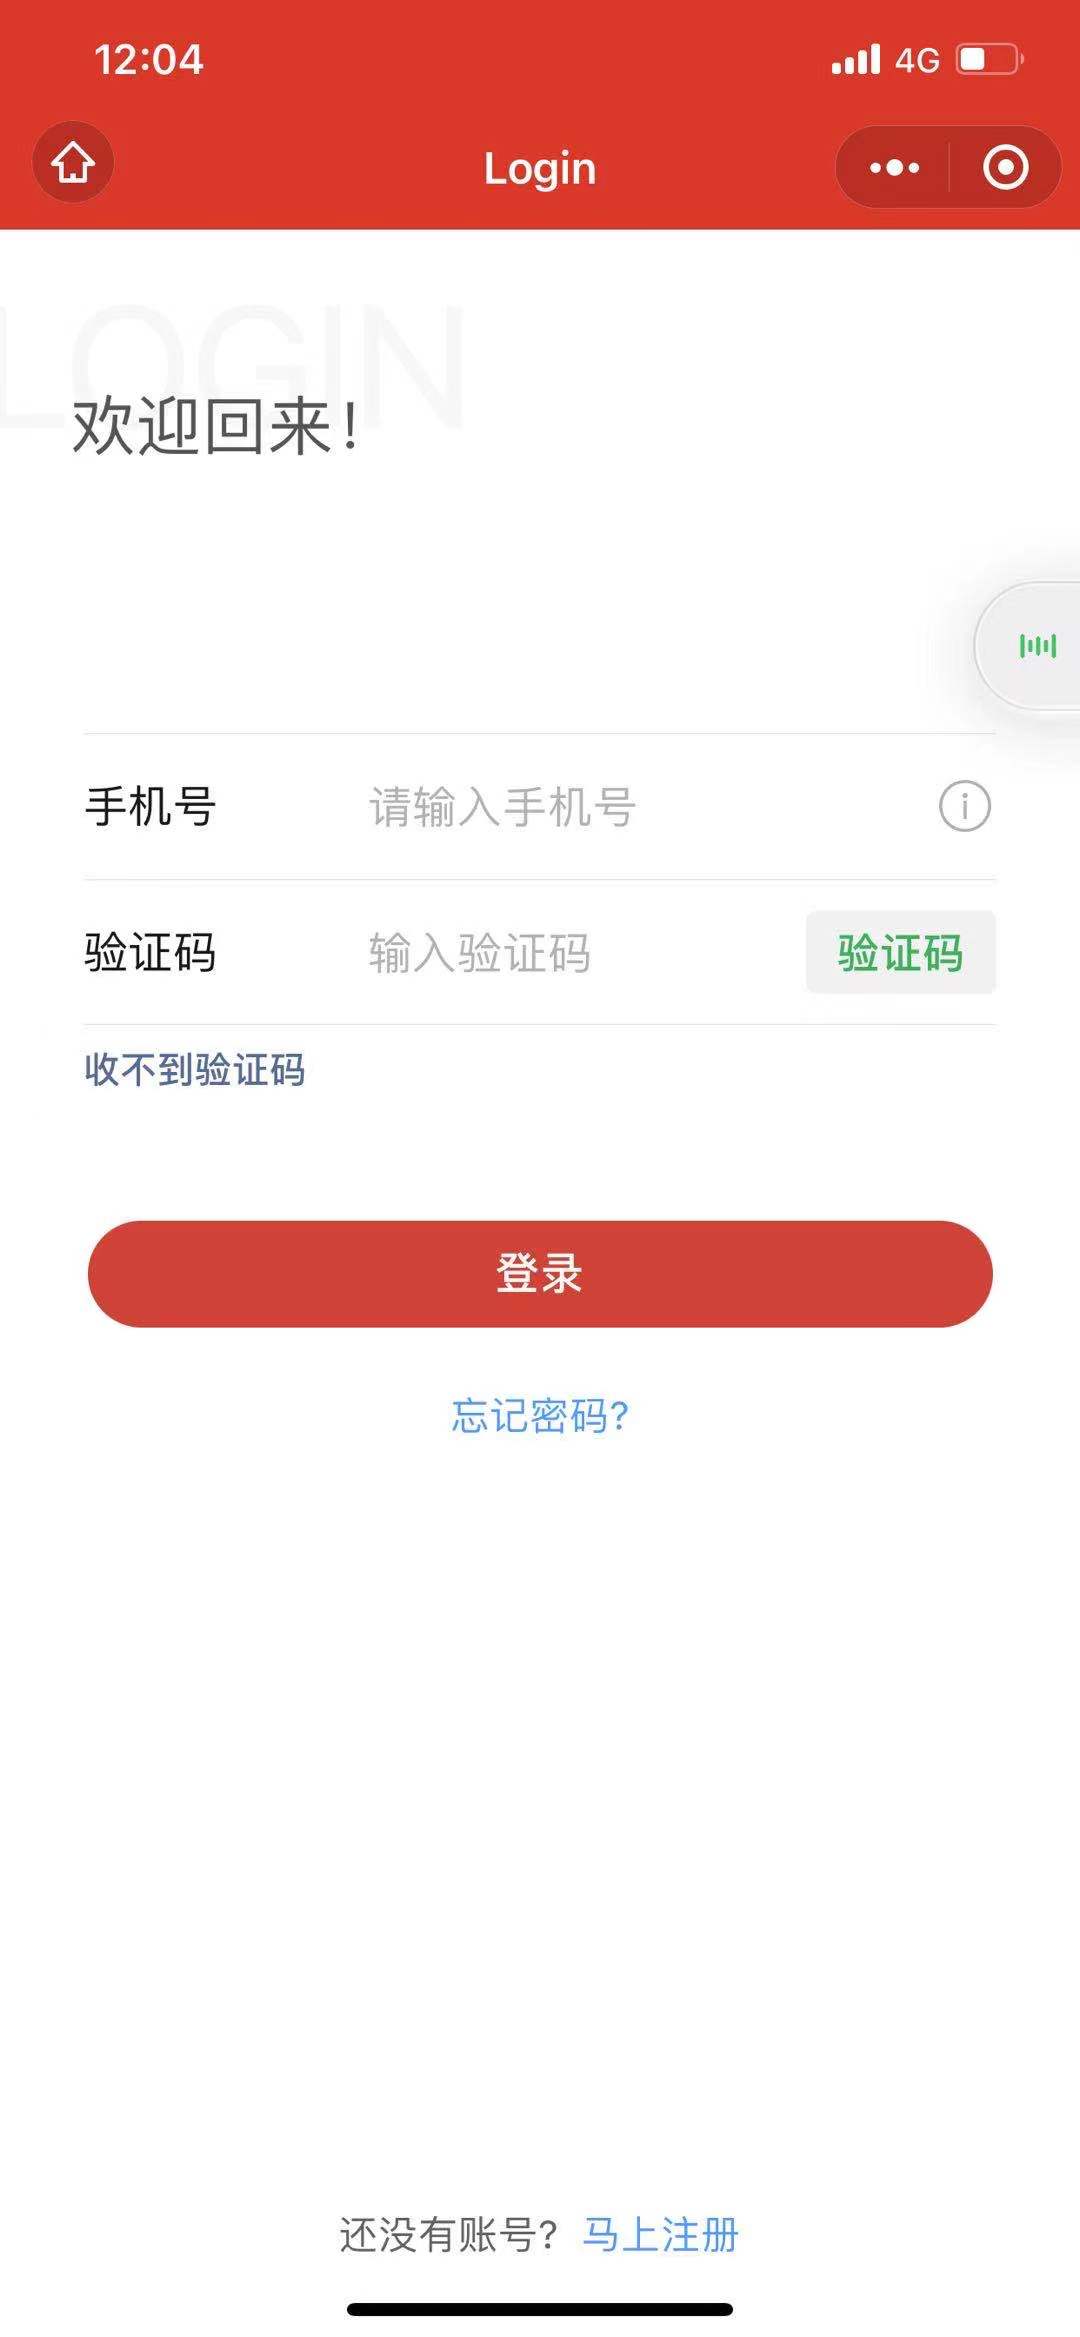 12:04 4G
Login
LOGIN
欢迎回来!
手机号 请输入手机号
验证码 输入验证码 验证码
收不到验证码
登录
忘记密码?
还没有账号? 马上注册